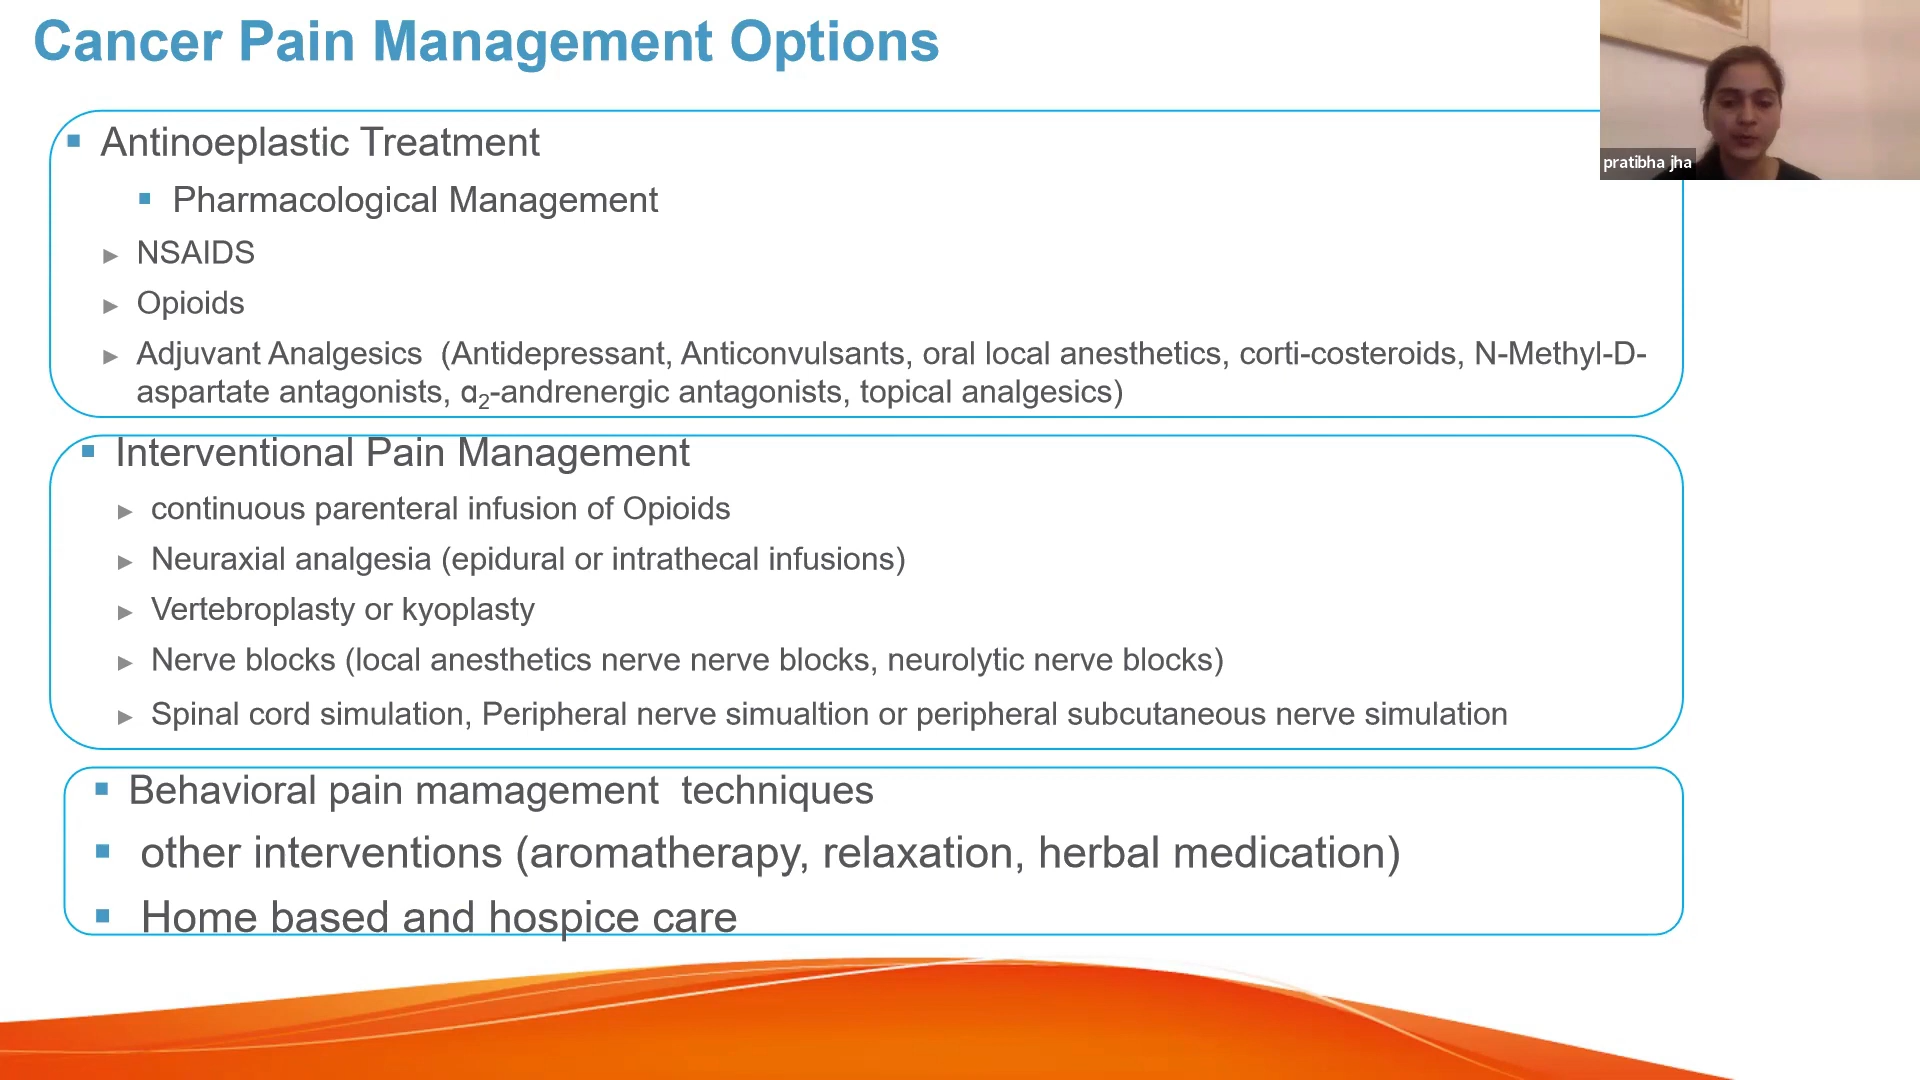 Cancer Pain Management Options
Antinoeplastic Treatment
Pharmacological Management
NSAIDS
Opioids
Adjuvant Analgesics (Antidepressant, Anticonvulsants, oral local anesthetics, corti-costeroids, N-Methyl-D-
aspartate antagonists, α₂-andrenergic antagonists, topical analgesics)
Interventional Pain Management
continuous parenteral infusion of Opioids
Neuraxial analgesia (epidural or intrathecal infusions)
Vertebroplasty or kyoplasty
Nerve blocks (local anesthetics nerve nerve blocks, neurolytic nerve blocks)
Spinal cord simulation, Peripheral nerve simualtion or peripheral subcutaneous nerve simulation
Behavioral pain mamagement techniques
other interventions (aromatherapy, relaxation, herbal medication)
Home based and hospice care
pratibha jha